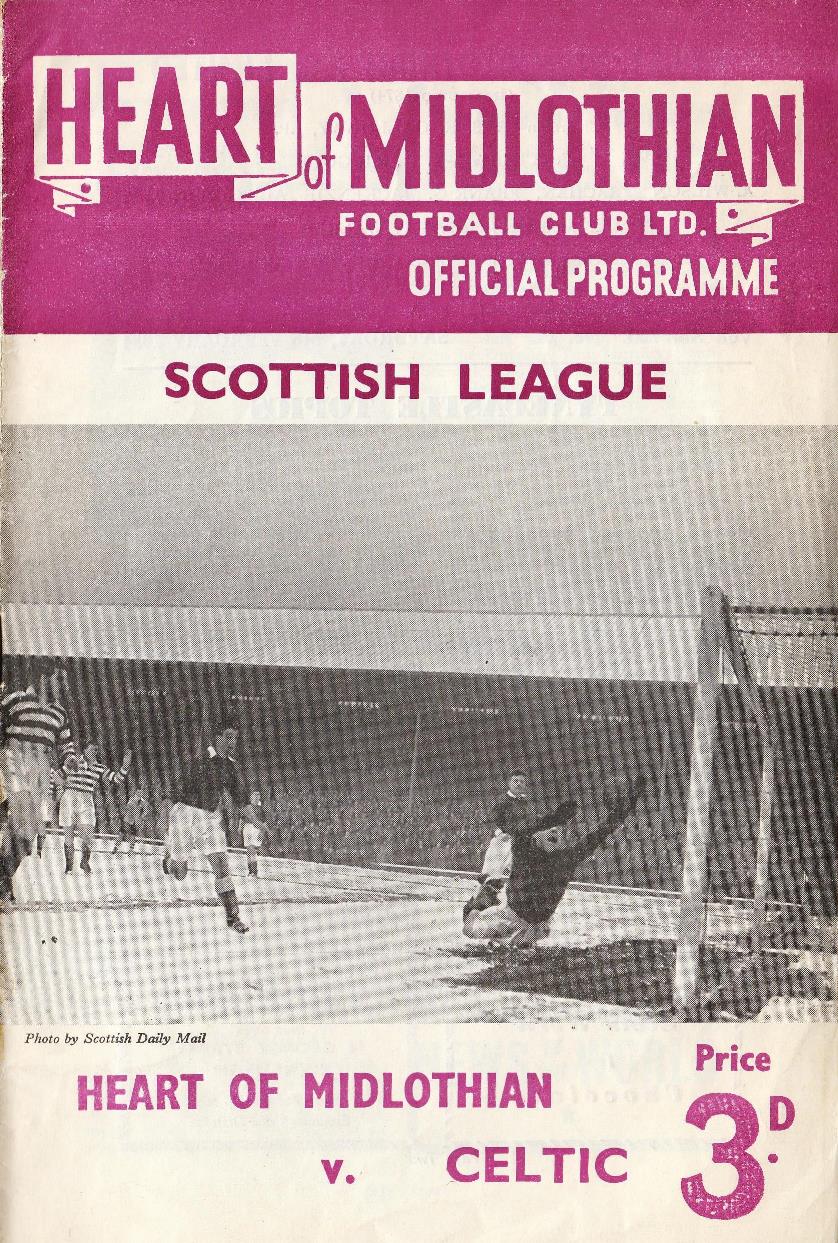 HEART
of MIDLOTHIAN
FOOTBALL CLUB LTD.
OFFICIAL PROGRAMME
SCOTTISH LEAGUE
Photo by Scottish Daily Mail
HEART OF MIDLOTHIAN
v. CELTIC
Price
3D.